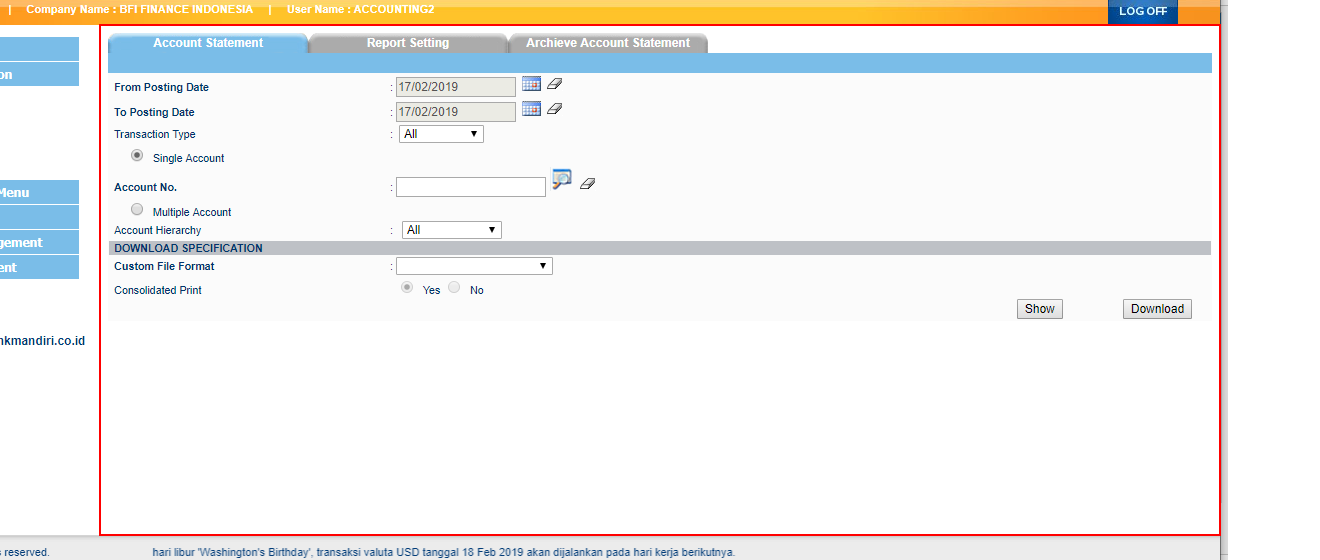 | Company Name : BFI FINANCE INDONESIA | User Name : ACCOUNTING2
LOG OFF
Account Statement Report Setting Archieve Account Statement
on
From Posting Date : 17/02/2019
To Posting Date : 17/02/2019
Transaction Type : All
Single Account
Account No. :
Menu
Multiple Account
Account Hierarchy : All
gement
DOWNLOAD SPECIFICATION
ent
Custom File Format :
Consolidated Print Yes No
Show Download
nkmandiri.co.id
s reserved.
hari libur 'Washington's Birthday', transaksi valuta USD tanggal 18 Feb 2019 akan dijalankan pada hari kerja berikutnya.